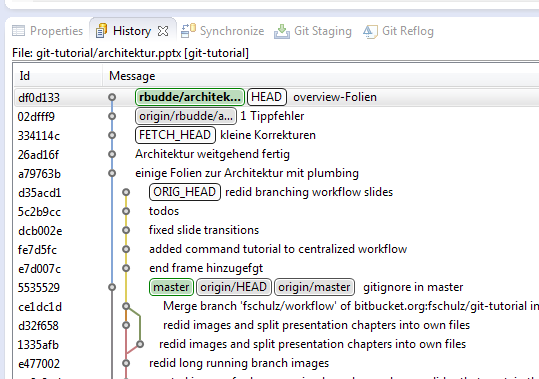 Properties History Synchronize Git Staging Git Reflog
File: git-tutorial/architektur.pptx [git-tutorial]
Id Message
df0d133 rbudde/architek... HEAD overview-Folien
02dfff9 origin/rbudde/a... 1 Tippfehler
334114c FETCH_HEAD kleine Korrekturen
26ad16f Architektur weitgehend fertig
a79763b einige Folien zur Architektur mit plumbing
d35acd1 ORIG_HEAD redid branching workflow slides
5c2b9cc todos
dcb002e fixed slide transitions
fe7d5fc added command tutorial to centralized workflow
e7d007c end frame hinzugefgt
5535529 master origin/HEAD origin/master gitignore in master
ce1dc1d Merge branch 'fschulz/workflow' of bitbucket.org:fschulz/git-tutorial in
d32f658 redid images and split presentation chapters into own files
1335afb redid images and split presentation chapters into own files
e477002 redid long running branch images